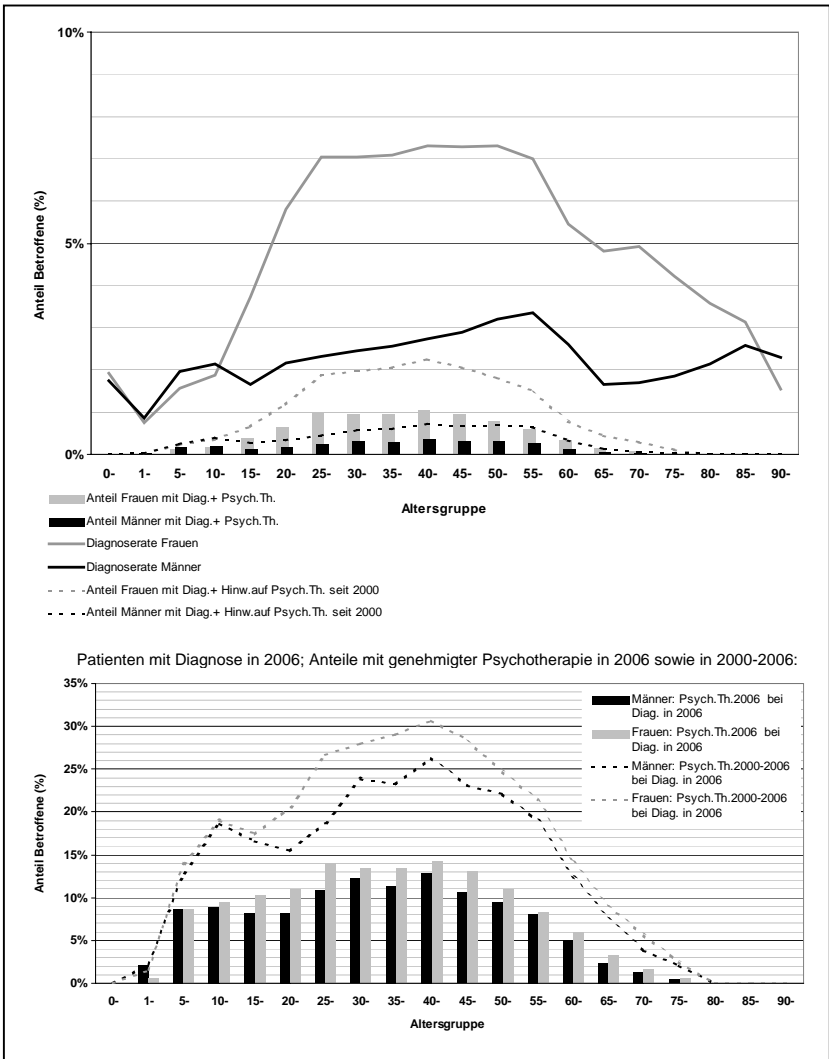 10%
5%
0%
Anteil Betroffene (%)
0- 1- 5- 10- 15- 20- 25- 30- 35- 40- 45- 50- 55- 60- 65- 70- 75- 80- 85- 90-
Altersgruppe
Anteil Frauen mit Diag.+ Psych.Th.
Anteil Männer mit Diag.+ Psych.Th.
Diagnoserate Frauen
Diagnoserate Männer
Anteil Frauen mit Diag.+ Hinw.auf Psych.Th. seit 2000
Anteil Männer mit Diag.+ Hinw.auf Psych.Th. seit 2000
Patienten mit Diagnose in 2006; Anteile mit genehmigter Psychotherapie in 2006 sowie in 2000-2006:
35%
30%
25%
20%
15%
10%
5%
0%
Anteil Betroffene (%)
Männer: Psych.Th.2006 bei
Diag. in 2006
Frauen: Psych.Th.2006 bei
Diag. in 2006
Männer: Psych.Th.2000-2006
bei Diag. in 2006
Frauen: Psych.Th.2000-2006
bei Diag. in 2006
0- 1- 5- 10- 15- 20- 25- 30- 35- 40- 45- 50- 55- 60- 65- 70- 75- 80- 85- 90-
Altersgruppe